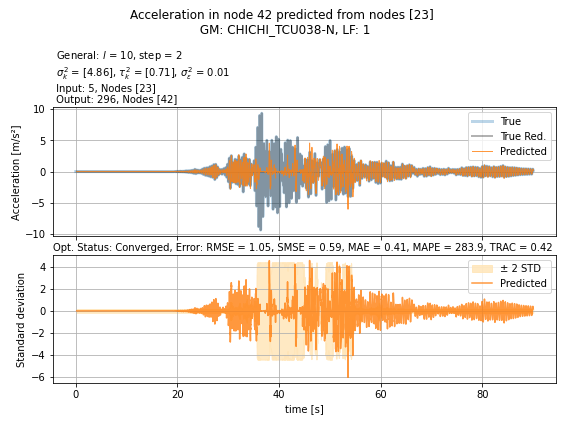 Acceleration in node 42 predicted from nodes [23]
GM: CHICHI_TCU038-N, LF: 1
General: l = 10, step = 2
σ²ₖ = [4.86], τ²ₖ = [0.71], σ²ε = 0.01
Input: 5, Nodes [23]
Output: 296, Nodes [42]
Acceleration [m/s²]
10
5
0
−5
−10
True
True Red.
Predicted
Opt. Status: Converged, Error: RMSE = 1.05, SMSE = 0.59, MAE = 0.41, MAPE = 283.9, TRAC = 0.42
Standard deviation
4
2
0
−2
−4
−6
± 2 STD
Predicted
0 20 40 60 80
time [s]